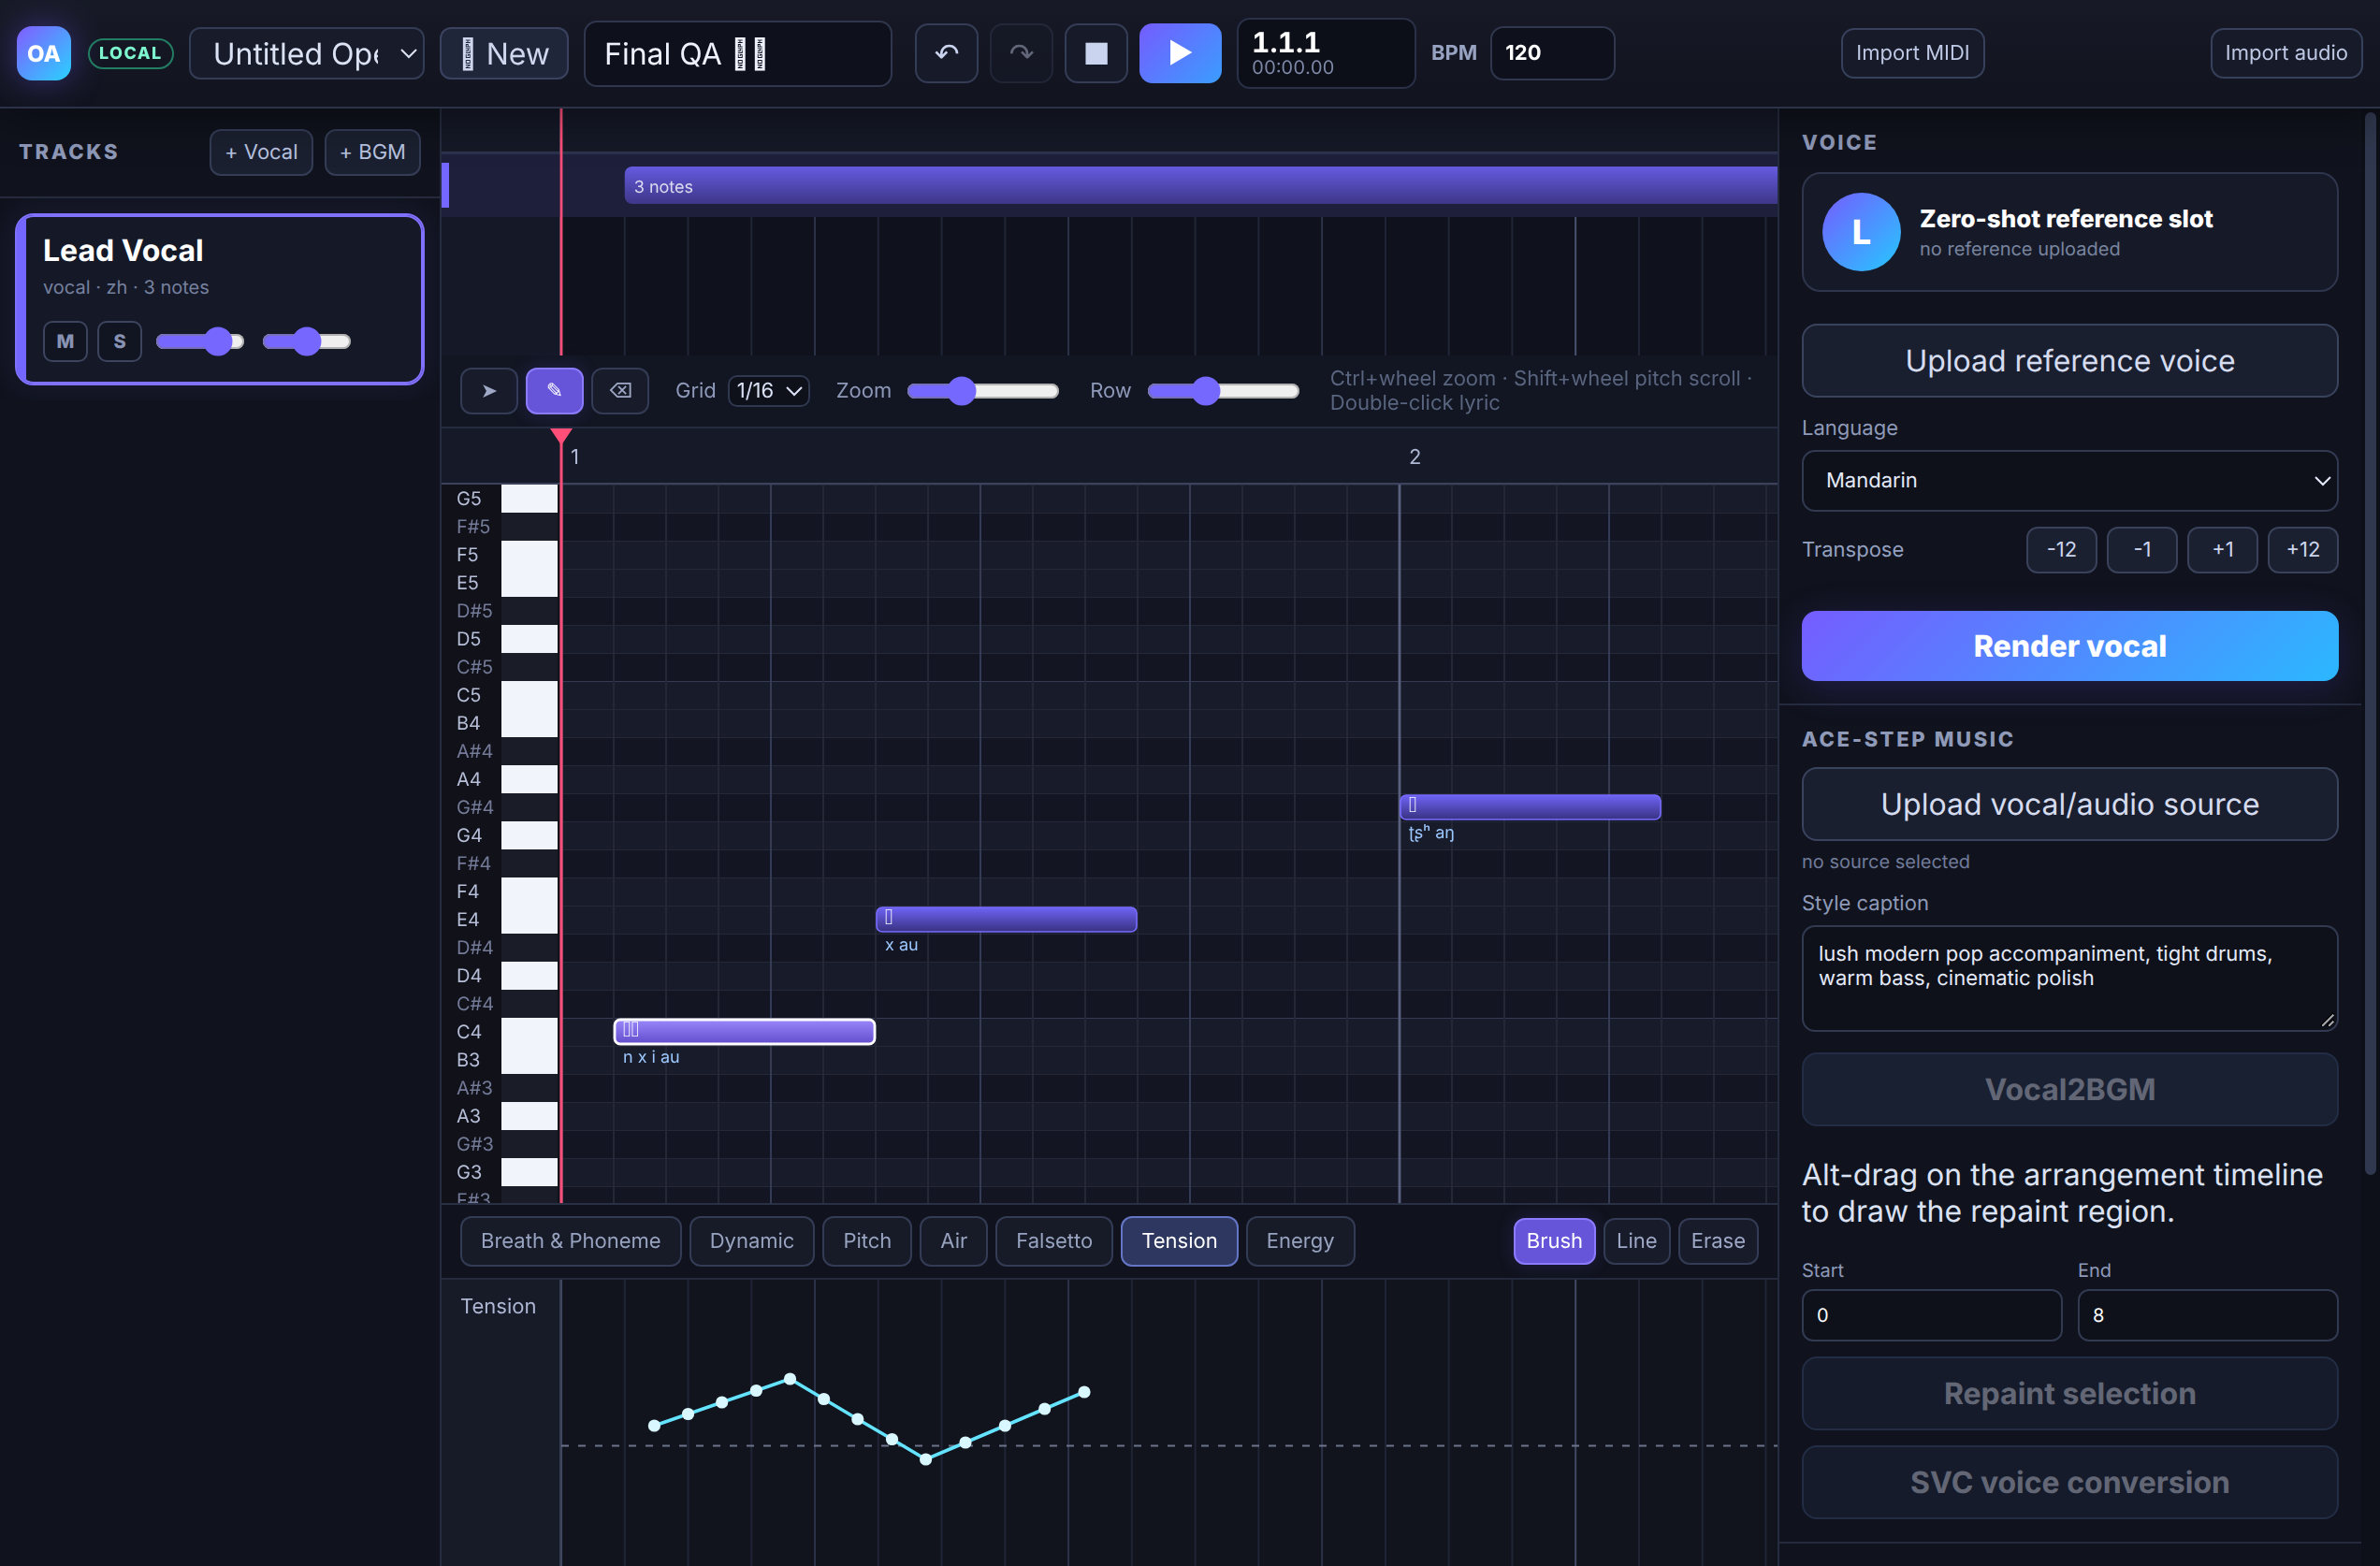 OA
LOCAL
Untitled Ope
New
Final QA
1.1.1
00:00.00
BPM
120
Import MIDI
Import audio
TRACKS
+ Vocal
+ BGM
Lead Vocal
vocal · zh · 3 notes
M
S
3 notes
Grid
1/16
Zoom
Row
Ctrl+wheel zoom · Shift+wheel pitch scroll ·
Double-click lyric
1
2
G5
F#5
F5
E5
D#5
D5
C#5
C5
B4
A#4
A4
G#4
G4
F#4
F4
E4
D#4
D4
C#4
C4
B3
A#3
A3
G#3
G3
F#3
tʂʰ aŋ
x au
n x i au
Breath & Phoneme
Dynamic
Pitch
Air
Falsetto
Tension
Energy
Brush
Line
Erase
Tension
VOICE
L
Zero-shot reference slot
no reference uploaded
Upload reference voice
Language
Mandarin
Transpose
-12
-1
+1
+12
Render vocal
ACE-STEP MUSIC
Upload vocal/audio source
no source selected
Style caption
lush modern pop accompaniment, tight drums,
warm bass, cinematic polish
Vocal2BGM
Alt-drag on the arrangement timeline
to draw the repaint region.
Start
End
0
8
Repaint selection
SVC voice conversion